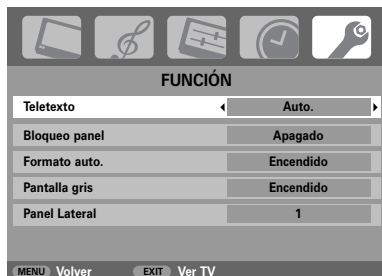 FUNCIÓN
Teletexto Auto.
Bloqueo panel Apagado
Formato auto. Encendido
Pantalla gris Encendido
Panel Lateral 1
MENU Volver EXIT Ver TV